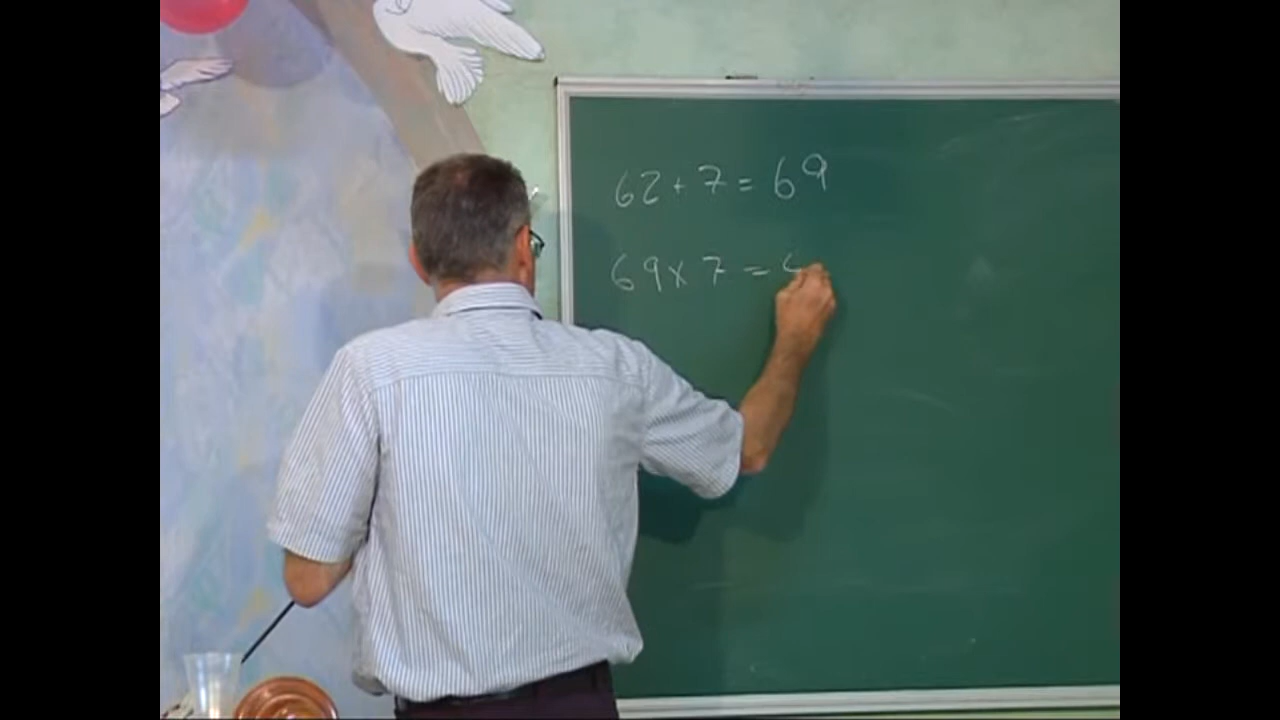 62 + 7 = 69
69 x 7 =